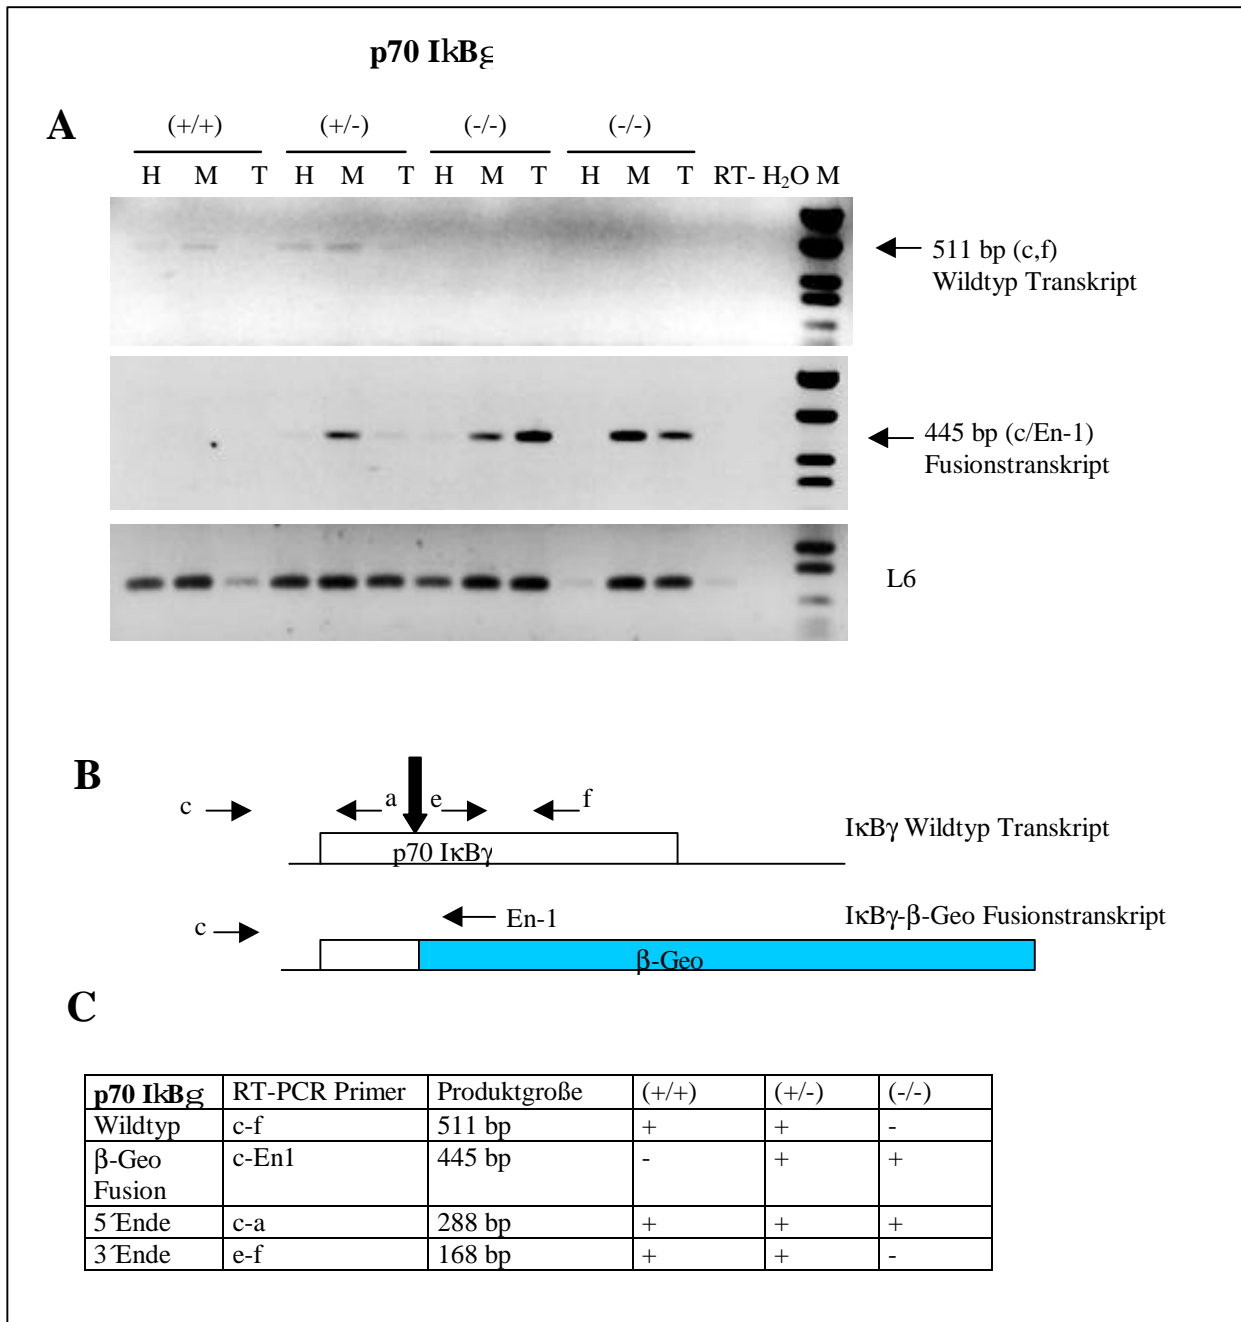 p70 IkBg
A
(+/+) (+/-) (-/-) (-/-)
H M T H M T H M T H M T RT- H₂O M
511 bp (c,f)
Wildtyp Transkript
445 bp (c/En-1)
Fusionstranskript
L6
B
c a e f
p70 IκBγ
IκBγ Wildtyp Transkript
c En-1
IκBγ-β-Geo Fusionstranskript
β-Geo
C
p70 IkBg RT-PCR Primer Produktgroße (+/+) (+/-) (-/-)
Wildtyp c-f 511 bp + + -
β-Geo Fusion c-En1 445 bp - + +
5´Ende c-a 288 bp + + +
3´Ende e-f 168 bp + + -